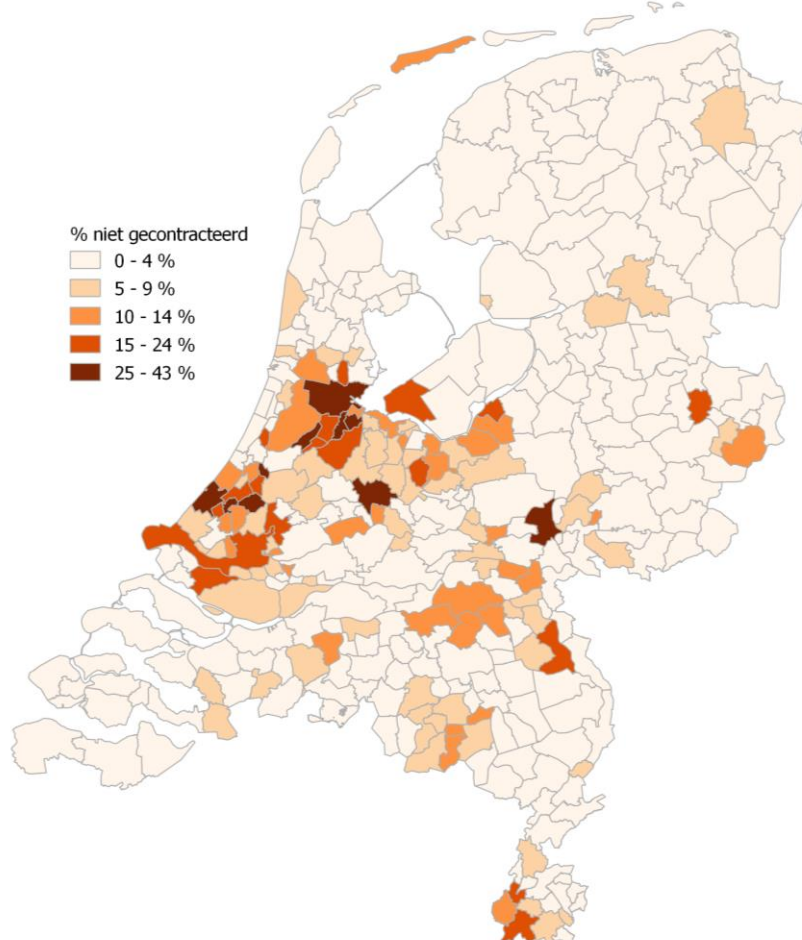 % niet gecontracteerd
0 - 4 %
5 - 9 %
10 - 14 %
15 - 24 %
25 - 43 %